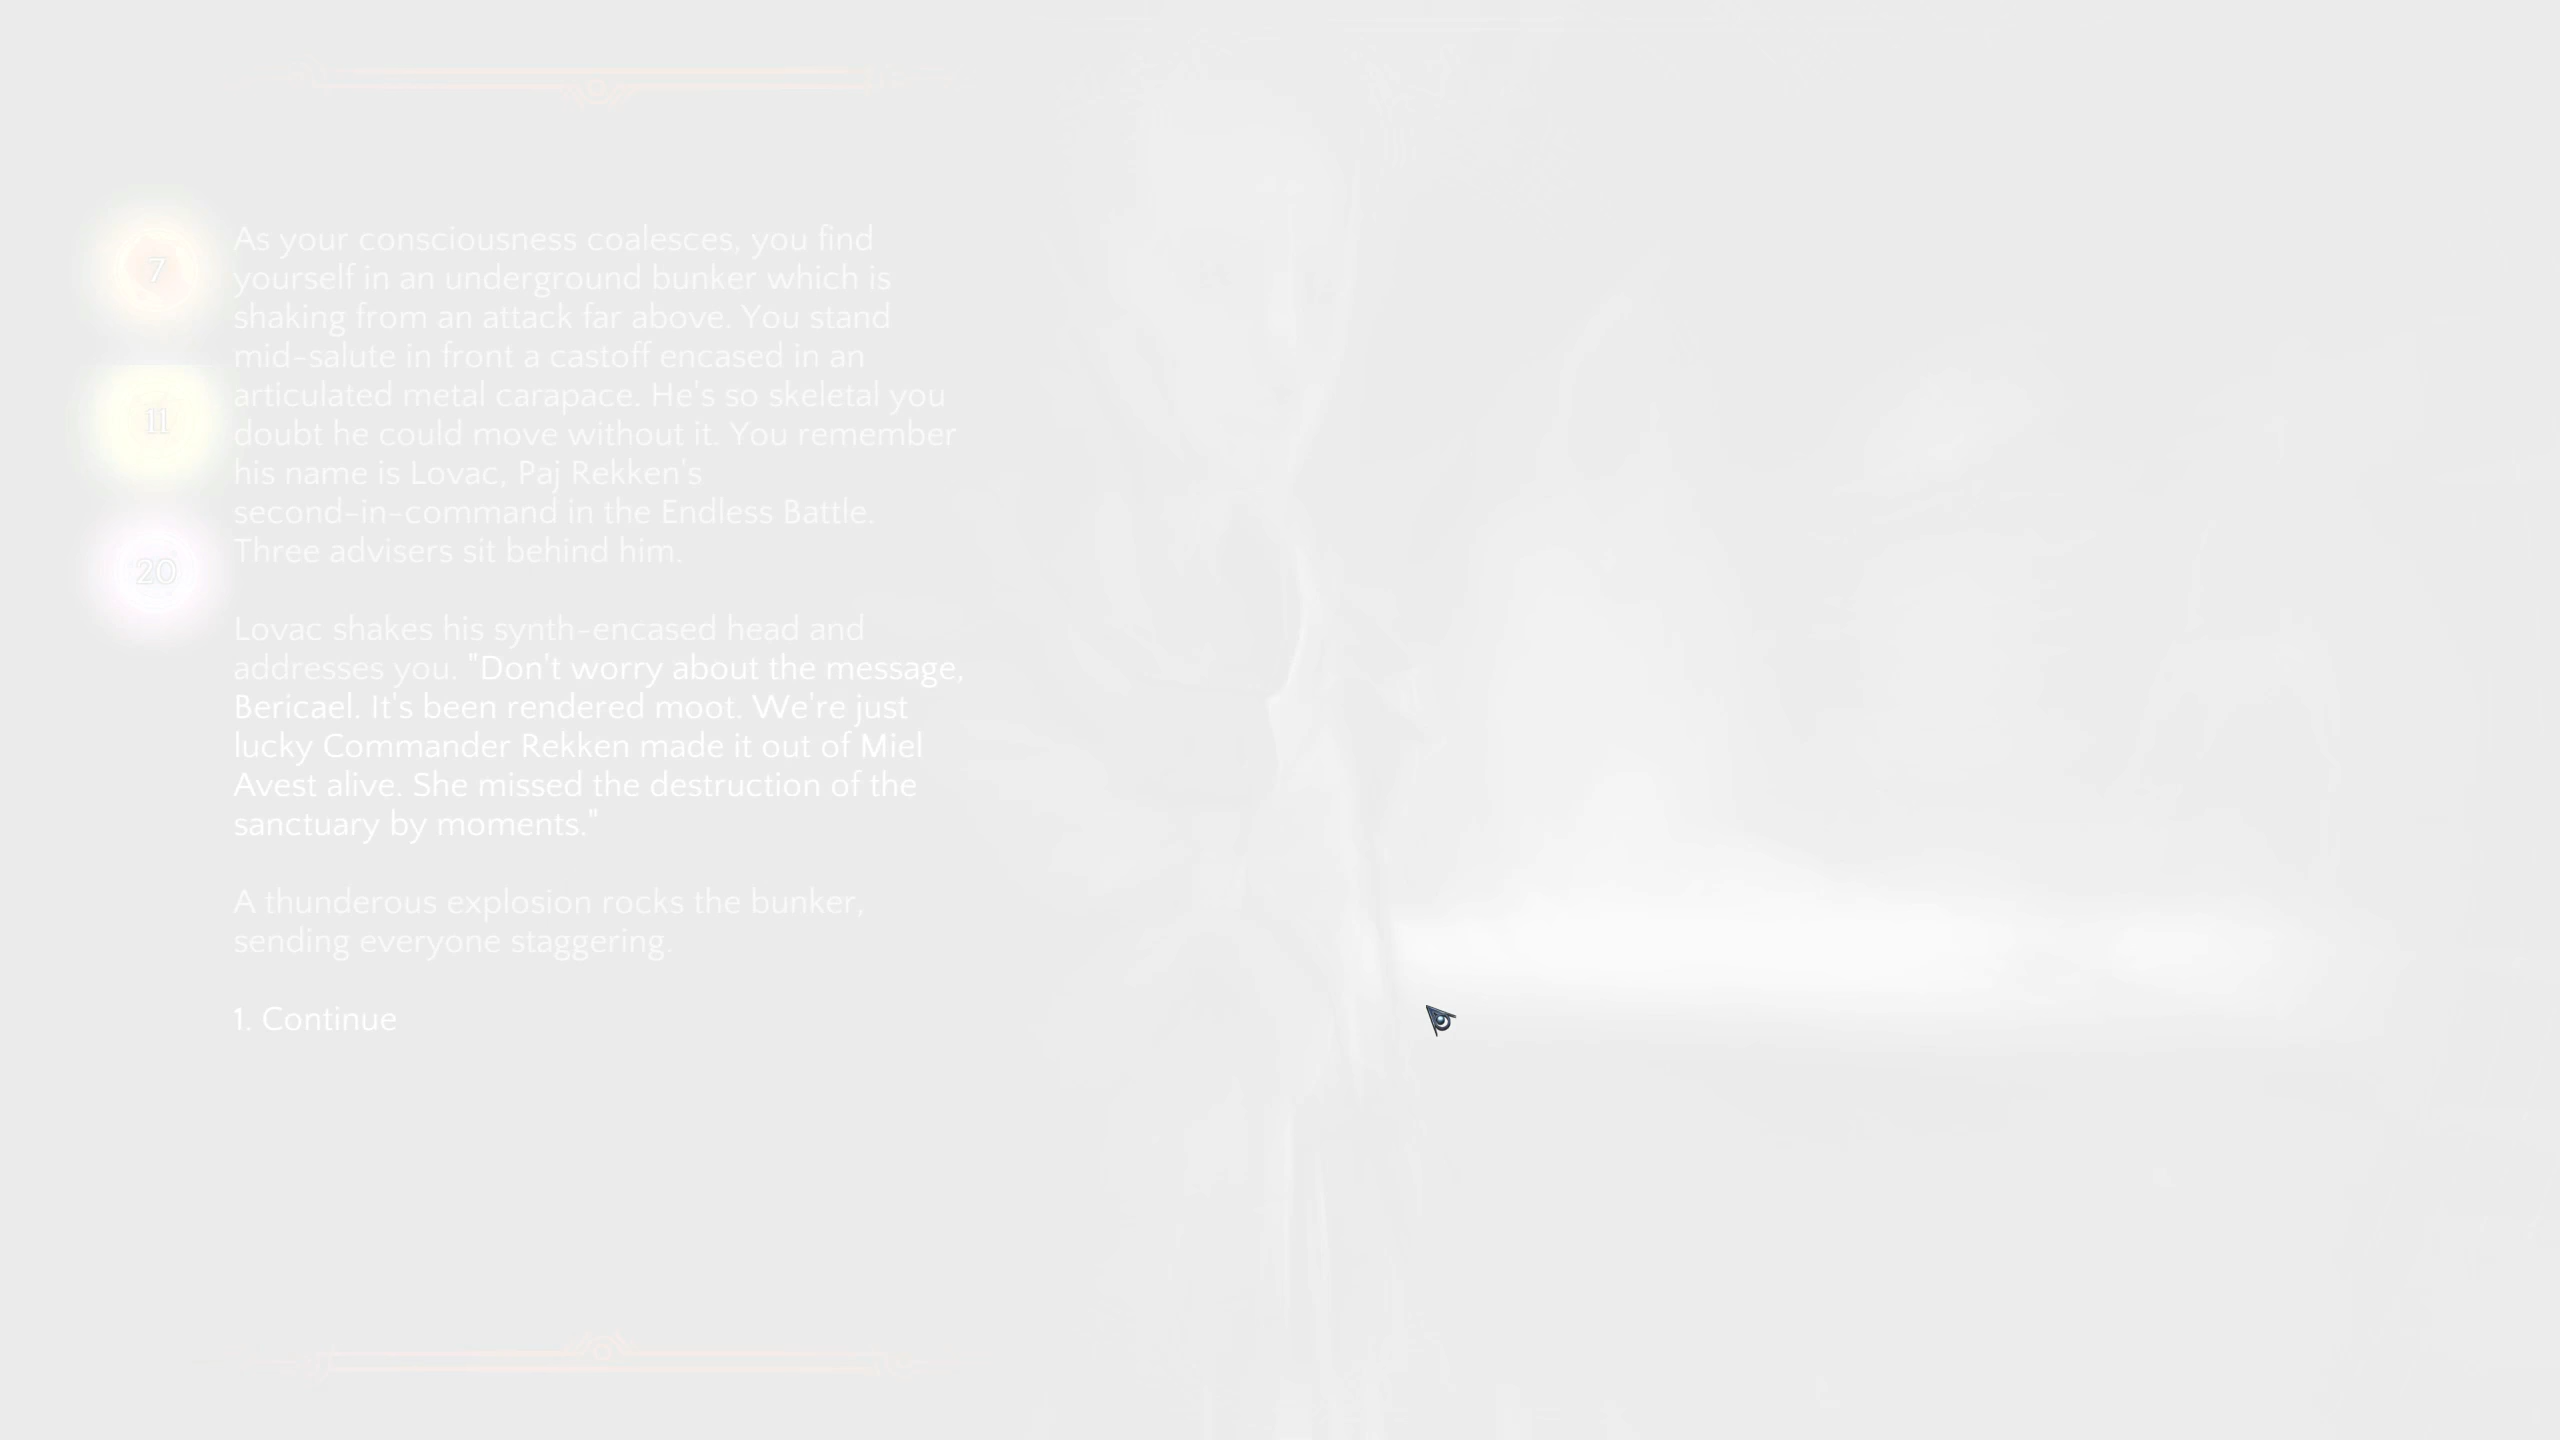 7
11
20
As your consciousness coalesces, you find
yourself in an underground bunker which is
shaking from an attack far above. You stand
mid-salute in front a castoff encased in an
articulated metal carapace. He's so skeletal you
doubt he could move without it. You remember
his name is Lovac, Paj Rekken's
second-in-command in the Endless Battle.
Three advisers sit behind him.
Lovac shakes his synth-encased head and
addresses you. "Don't worry about the message,
Bericael. It's been rendered moot. We're just
lucky Commander Rekken made it out of Miel
Avest alive. She missed the destruction of the
sanctuary by moments."
A thunderous explosion rocks the bunker,
sending everyone staggering.
1. Continue